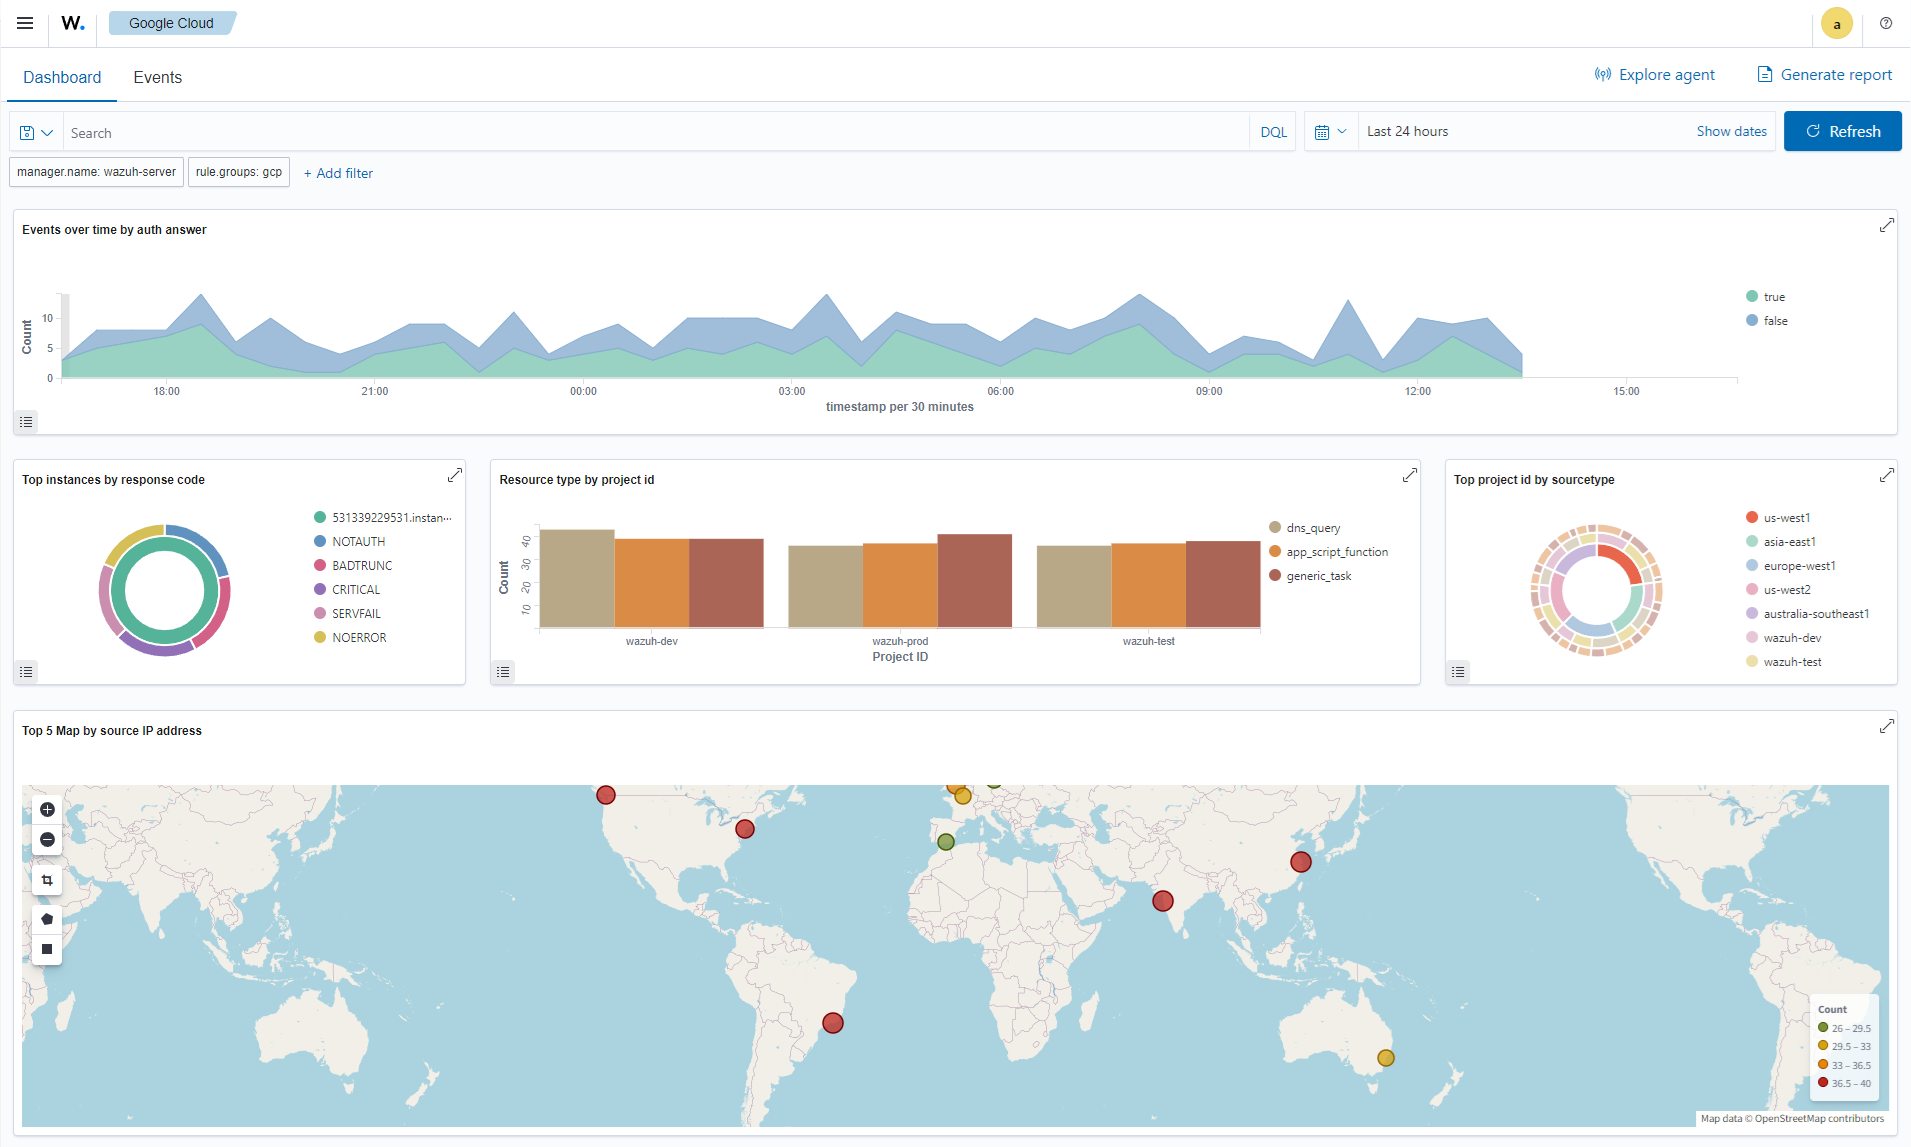 W.
Google Cloud
a
Dashboard
Events
Explore agent
Generate report
Search
DQL
Last 24 hours
Show dates
Refresh
manager.name: wazuh-server
rule.groups: gcp
+ Add filter
Events over time by auth answer
Count
10
5
0
18:00
21:00
00:00
03:00
06:00
09:00
12:00
15:00
timestamp per 30 minutes
true
false
Top instances by response code
531339229531.instan...
NOTAUTH
BADTRUNC
CRITICAL
SERVFAIL
NOERROR
Resource type by project id
Count
40
30
20
10
wazuh-dev
wazuh-prod
wazuh-test
Project ID
dns_query
app_script_function
generic_task
Top project id by sourcetype
us-west1
asia-east1
europe-west1
us-west2
australia-southeast1
wazuh-dev
wazuh-test
Top 5 Map by source IP address
Count
26 – 29.5
29.5 – 33
33 – 36.5
36.5 – 40
Map data © OpenStreetMap contributors